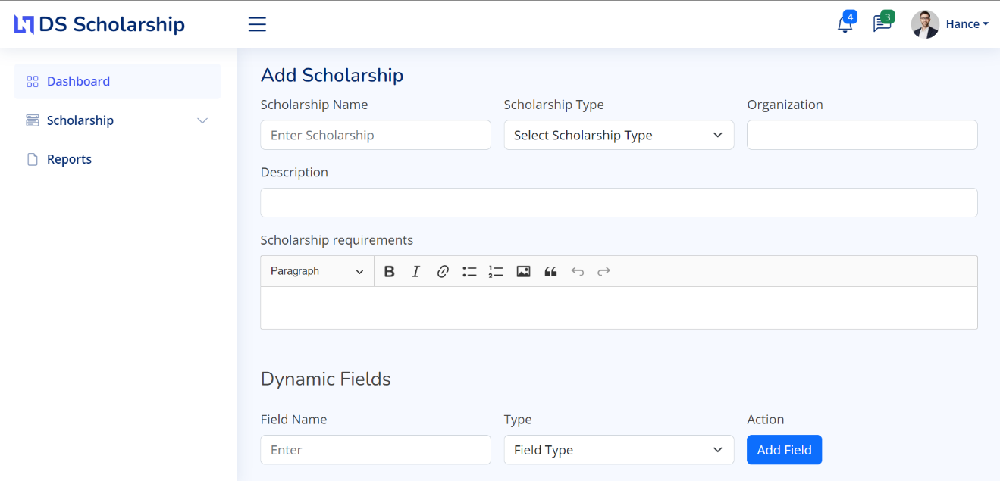 DS Scholarship
4
3
Hance
Dashboard
Scholarship
Reports
Add Scholarship
Scholarship Name Scholarship Type Organization
Enter Scholarship Select Scholarship Type
Description
Scholarship requirements
Paragraph B I
Dynamic Fields
Field Name Type Action
Enter Field Type Add Field